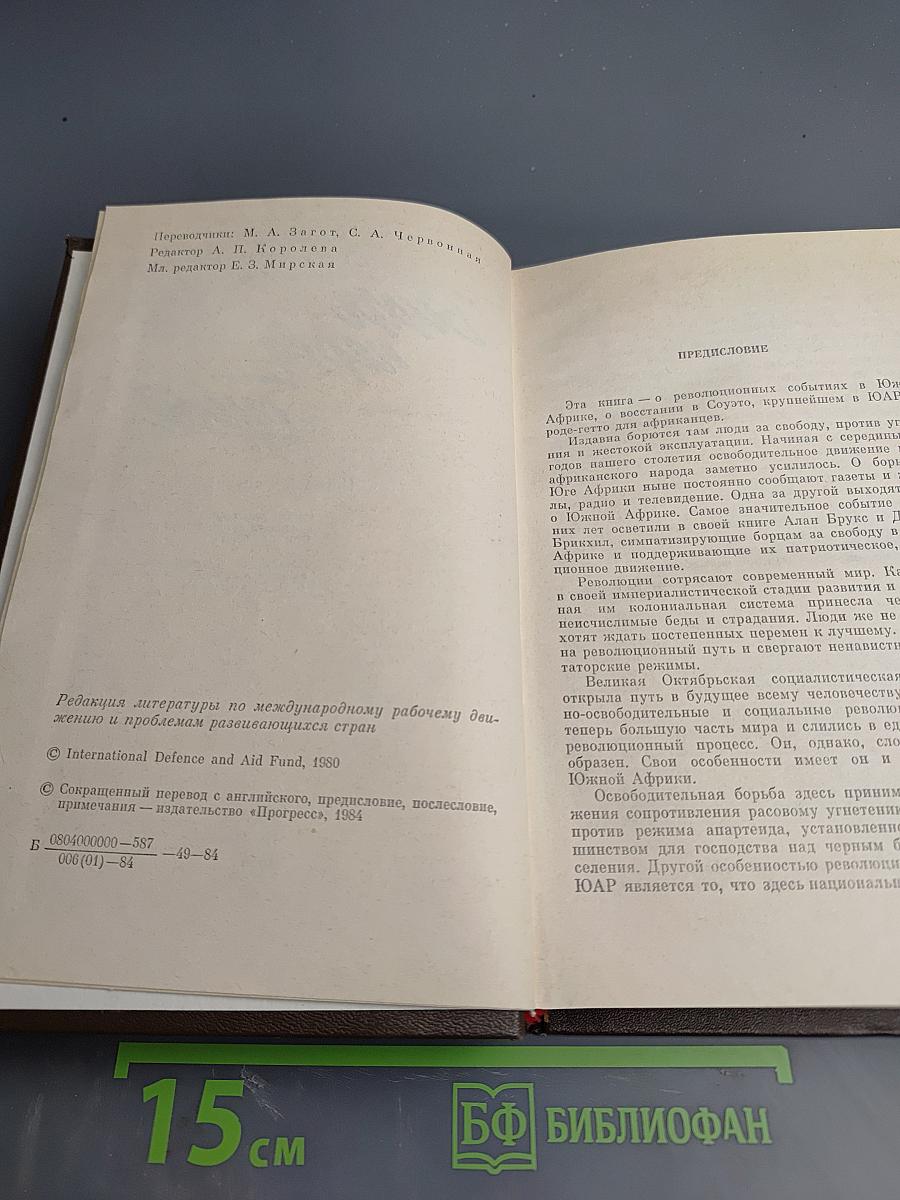 Переводчики: М. А. Загот, С. А. Червонная
Редактор А. П. Королева
Мл. редактор Е. З. Мирская
Редакция литературы по международному рабочему дви-
жению и проблемам развивающихся стран
© International Defence and Aid Fund, 1980
© Сокращенный перевод с английского, предисловие, послесловие,
примечания — издательство «Прогресс», 1984
Б 0804000000—587
006(01)—84 —49—84
ПРЕДИСЛОВИЕ
Эта книга — о революционных событиях в Юж
Африке, о восстании в Соуэто, крупнейшем в ЮАР
роде-гетто для африканцев.
Издавна борются там люди за свободу, против уг
ния и жестокой эксплуатации. Начиная с середины
годов нашего столетия освободительное движение
африканского народа заметно усилилось. О борь
Юге Африки ныне постоянно сообщают газеты и
лы, радио и телевидение. Одна за другой выходят
о Южной Африке. Самое значительное событие
них лет осветили в своей книге Алан Брукс и Д
Брикхил, симпатизирующие борцам за свободу в
Африке и поддерживающие их патриотическое,
ционное движение.
Революции сотрясают современный мир. Ка
в своей империалистической стадии развития и
ная им колониальная система принесла че
неисчислимые беды и страдания. Люди же не
хотят ждать постепенных перемен к лучшему.
на революционный путь и свергают ненавистн
таторские режимы.
Великая Октябрьская социалистическая
открыла путь в будущее всему человечеству
но-освободительные и социальные револю
теперь большую часть мира и слились в ед
революционный процесс. Он, однако, сло
образен. Свои особенности имеет он и
Южной Африки.
Освободительная борьба здесь приним
жения сопротивления расовому угнетени
против режима апартеида, установленно
шинством для господства над черным б
селения. Другой особенностью революци
ЮАР является то, что здесь националь
15 см
БФ БИБЛИОФАН